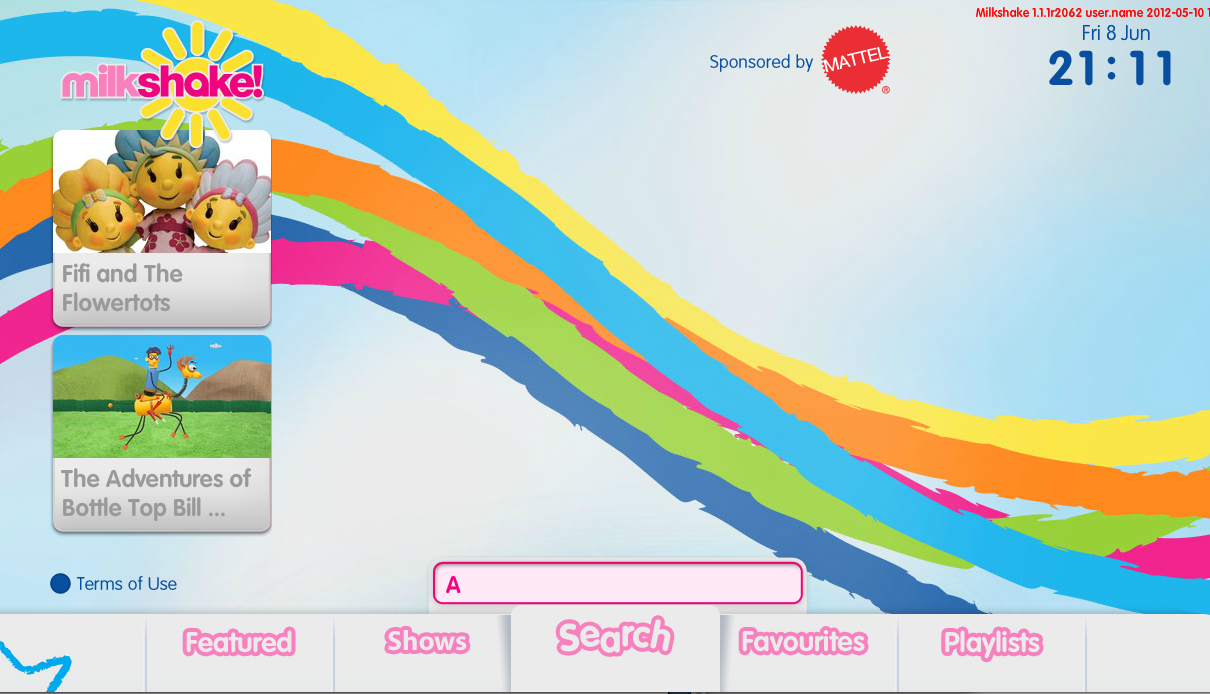 Milkshake 1.1.1r2062 user.name 2012-05-10 1
Fri 8 Jun
21:11
Sponsored by MATTEL®
milkshake!
Fifi and The
Flowertots
The Adventures of
Bottle Top Bill ...
Terms of Use
A
Featured
Shows
Search
Favourites
Playlists